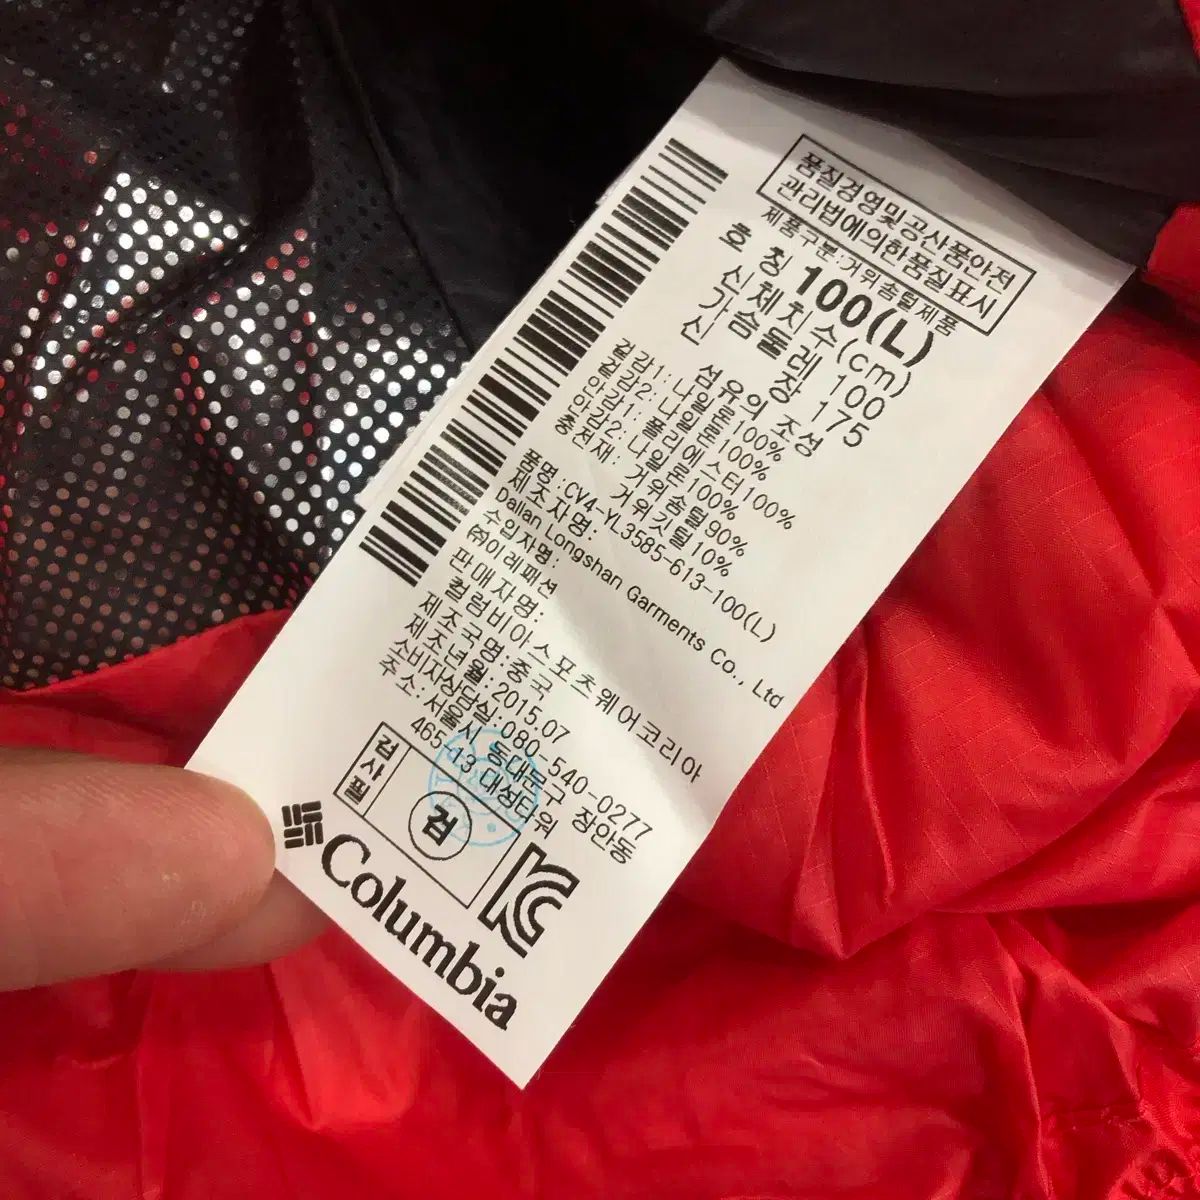 품질경영및공산품안전
관리법에의한품질표시
제품구분:거위솜털제품
호 칭 100(L)
신체치수(cm)
가슴둘레 100
신 장 175
섬유의 조성
겉감1: 나일론100%
겉감2: 나일론100%
안감1: 폴리에스터100%
안감2: 나일론100%
충전재: 거위솜털90%
거위깃털10%
품명:CV4-YL3585-613-100(L)
제조자명:
Dalian Longshan Garments Co., Ltd
수입자명:
㈜이레패션
판매자명:
컬럼비아스포츠웨어코리아
제조국명:중국
제조년월:2015.07
소비자상담실:080-540-0277
주소:서울시 동대문구 장안동
465-13 대성타워
검사필
검
Columbia